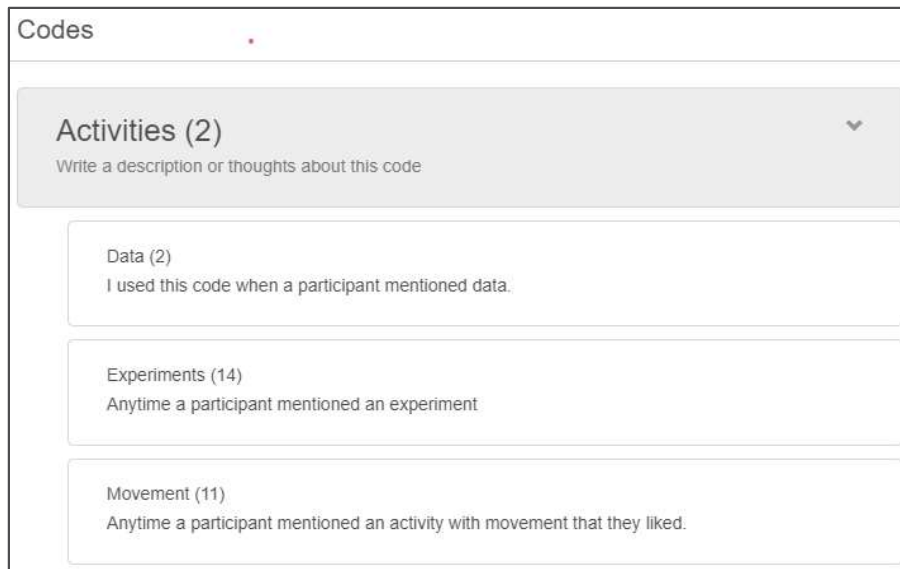 Codes
Activities (2)
Write a description or thoughts about this code
Data (2)
I used this code when a participant mentioned data.
Experiments (14)
Anytime a participant mentioned an experiment
Movement (11)
Anytime a participant mentioned an activity with movement that they liked.